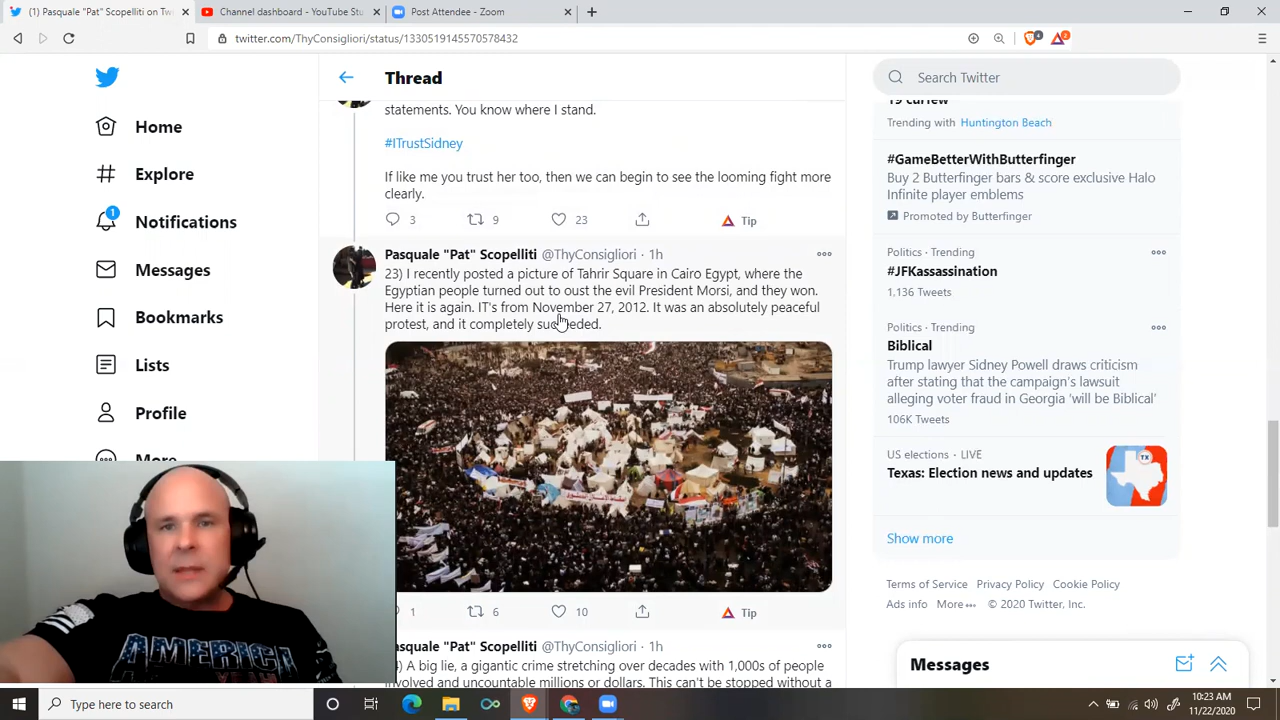 (1) Pasquale "Pat" Scopelliti on Tw
Channel dashboard - YouTube Stu
Post Attendee - Zoom
twitter.com/ThyConsigliori/status/1330519145570578432
4
2
Home
Explore
1
Notifications
Messages
Bookmarks
Lists
Profile
More
Thread
statements. You know where I stand.
#ITrustSidney
If like me you trust her too, then we can begin to see the looming fight more
clearly.
3
9
23
Tip
Pasquale "Pat" Scopelliti @ThyConsigliori · 1h
23) I recently posted a picture of Tahrir Square in Cairo Egypt, where the
Egyptian people turned out to oust the evil President Morsi, and they won.
Here it is again. IT's from November 27, 2012. It was an absolutely peaceful
protest, and it completely succeeded.
1
6
10
Tip
asquale "Pat" Scopelliti @ThyConsigliori · 1h
) A big lie, a gigantic crime stretching over decades with 1,000s of people
involved and uncountable millions or dollars. This can't be stopped without a
Search Twitter
19 curfew
Trending with Huntington Beach
#GameBetterWithButterfinger
Buy 2 Butterfinger bars & score exclusive Halo
Infinite player emblems
Promoted by Butterfinger
Politics · Trending
#JFKassassination
1,136 Tweets
Politics · Trending
Biblical
Trump lawyer Sidney Powell draws criticism
after stating that the campaign's lawsuit
alleging voter fraud in Georgia 'will be Biblical'
106K Tweets
US elections · LIVE
Texas: Election news and updates
TX
Show more
Terms of Service Privacy Policy Cookie Policy
Ads info More © 2020 Twitter, Inc.
Messages
AMERICA
Type here to search
10:23 AM
11/22/2020